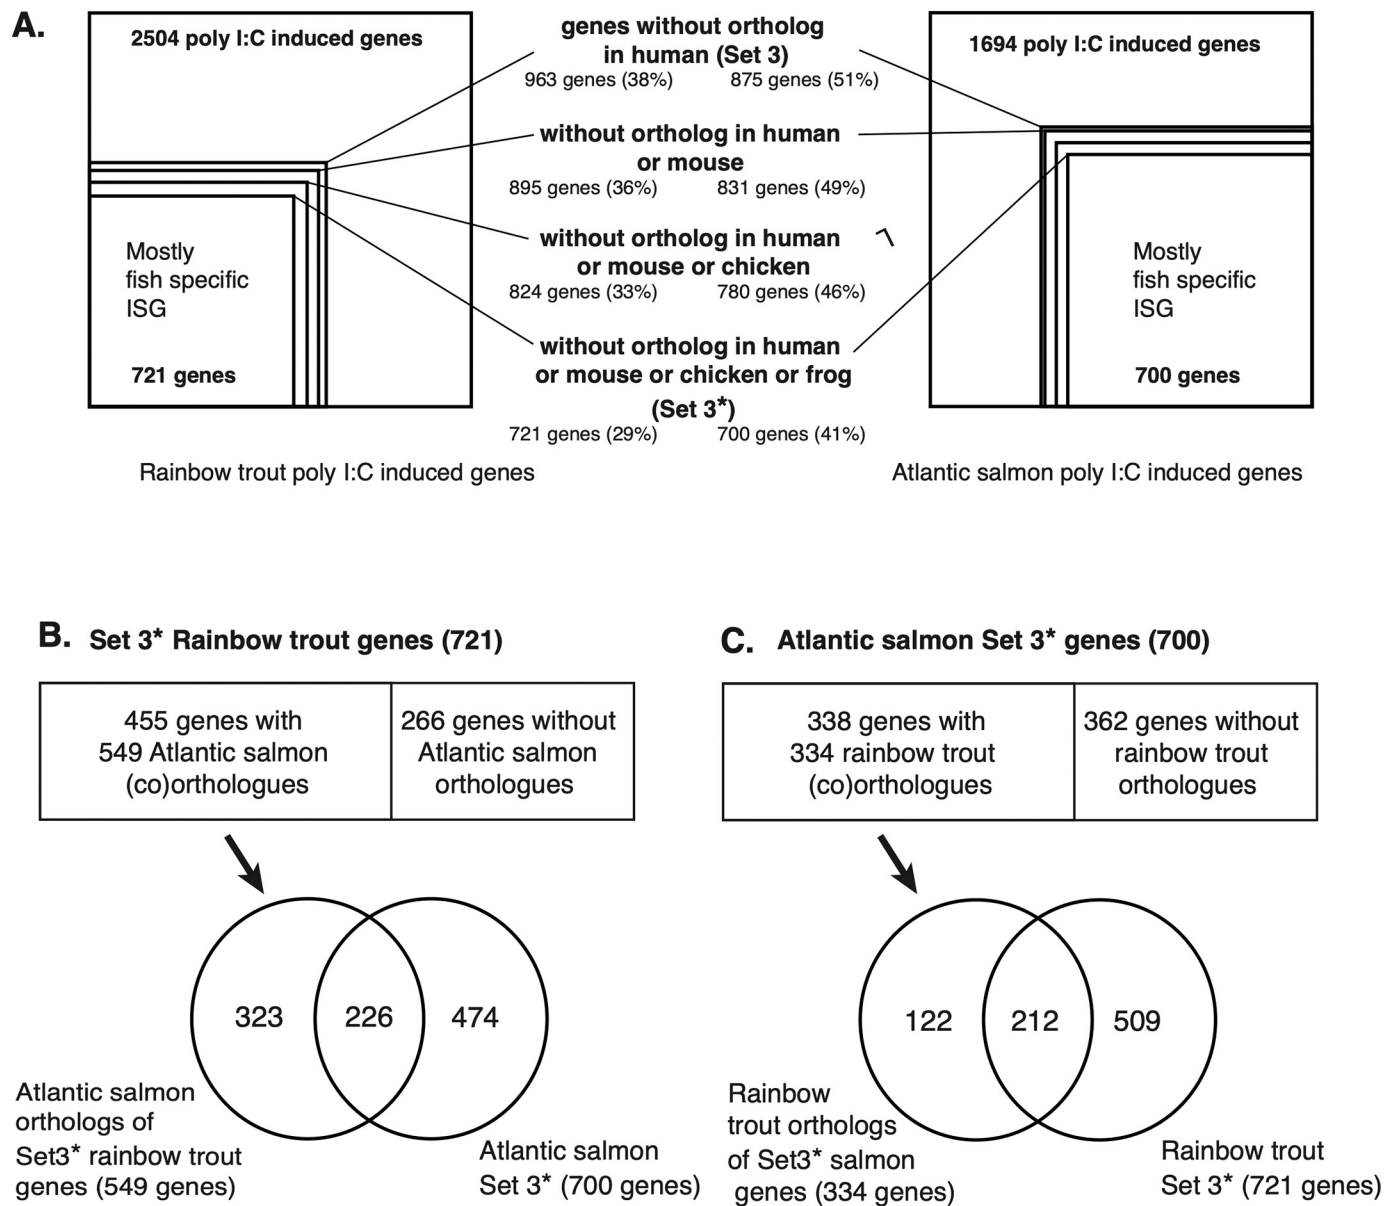 A.
2504 poly I:C induced genes
genes without ortholog
in human (Set 3)
963 genes (38%) 875 genes (51%)
1694 poly I:C induced genes
without ortholog in human
or mouse
895 genes (36%) 831 genes (49%)
without ortholog in human
or mouse or chicken
824 genes (33%) 780 genes (46%)
without ortholog in human
or mouse or chicken or frog
(Set 3*)
721 genes (29%) 700 genes (41%)
Mostly
fish specific
ISG
721 genes
Mostly
fish specific
ISG
700 genes
Rainbow trout poly I:C induced genes
Atlantic salmon poly I:C induced genes
B. Set 3* Rainbow trout genes (721)
455 genes with
549 Atlantic salmon
(co)orthologues
266 genes without
Atlantic salmon
orthologues
323 226 474
Atlantic salmon
orthologs of
Set3* rainbow trout
genes (549 genes)
Atlantic salmon
Set 3* (700 genes)
C. Atlantic salmon Set 3* genes (700)
338 genes with
334 rainbow trout
(co)orthologues
362 genes without
rainbow trout
orthologues
122 212 509
Rainbow
trout orthologs
of Set3* salmon
genes (334 genes)
Rainbow trout
Set 3* (721 genes)